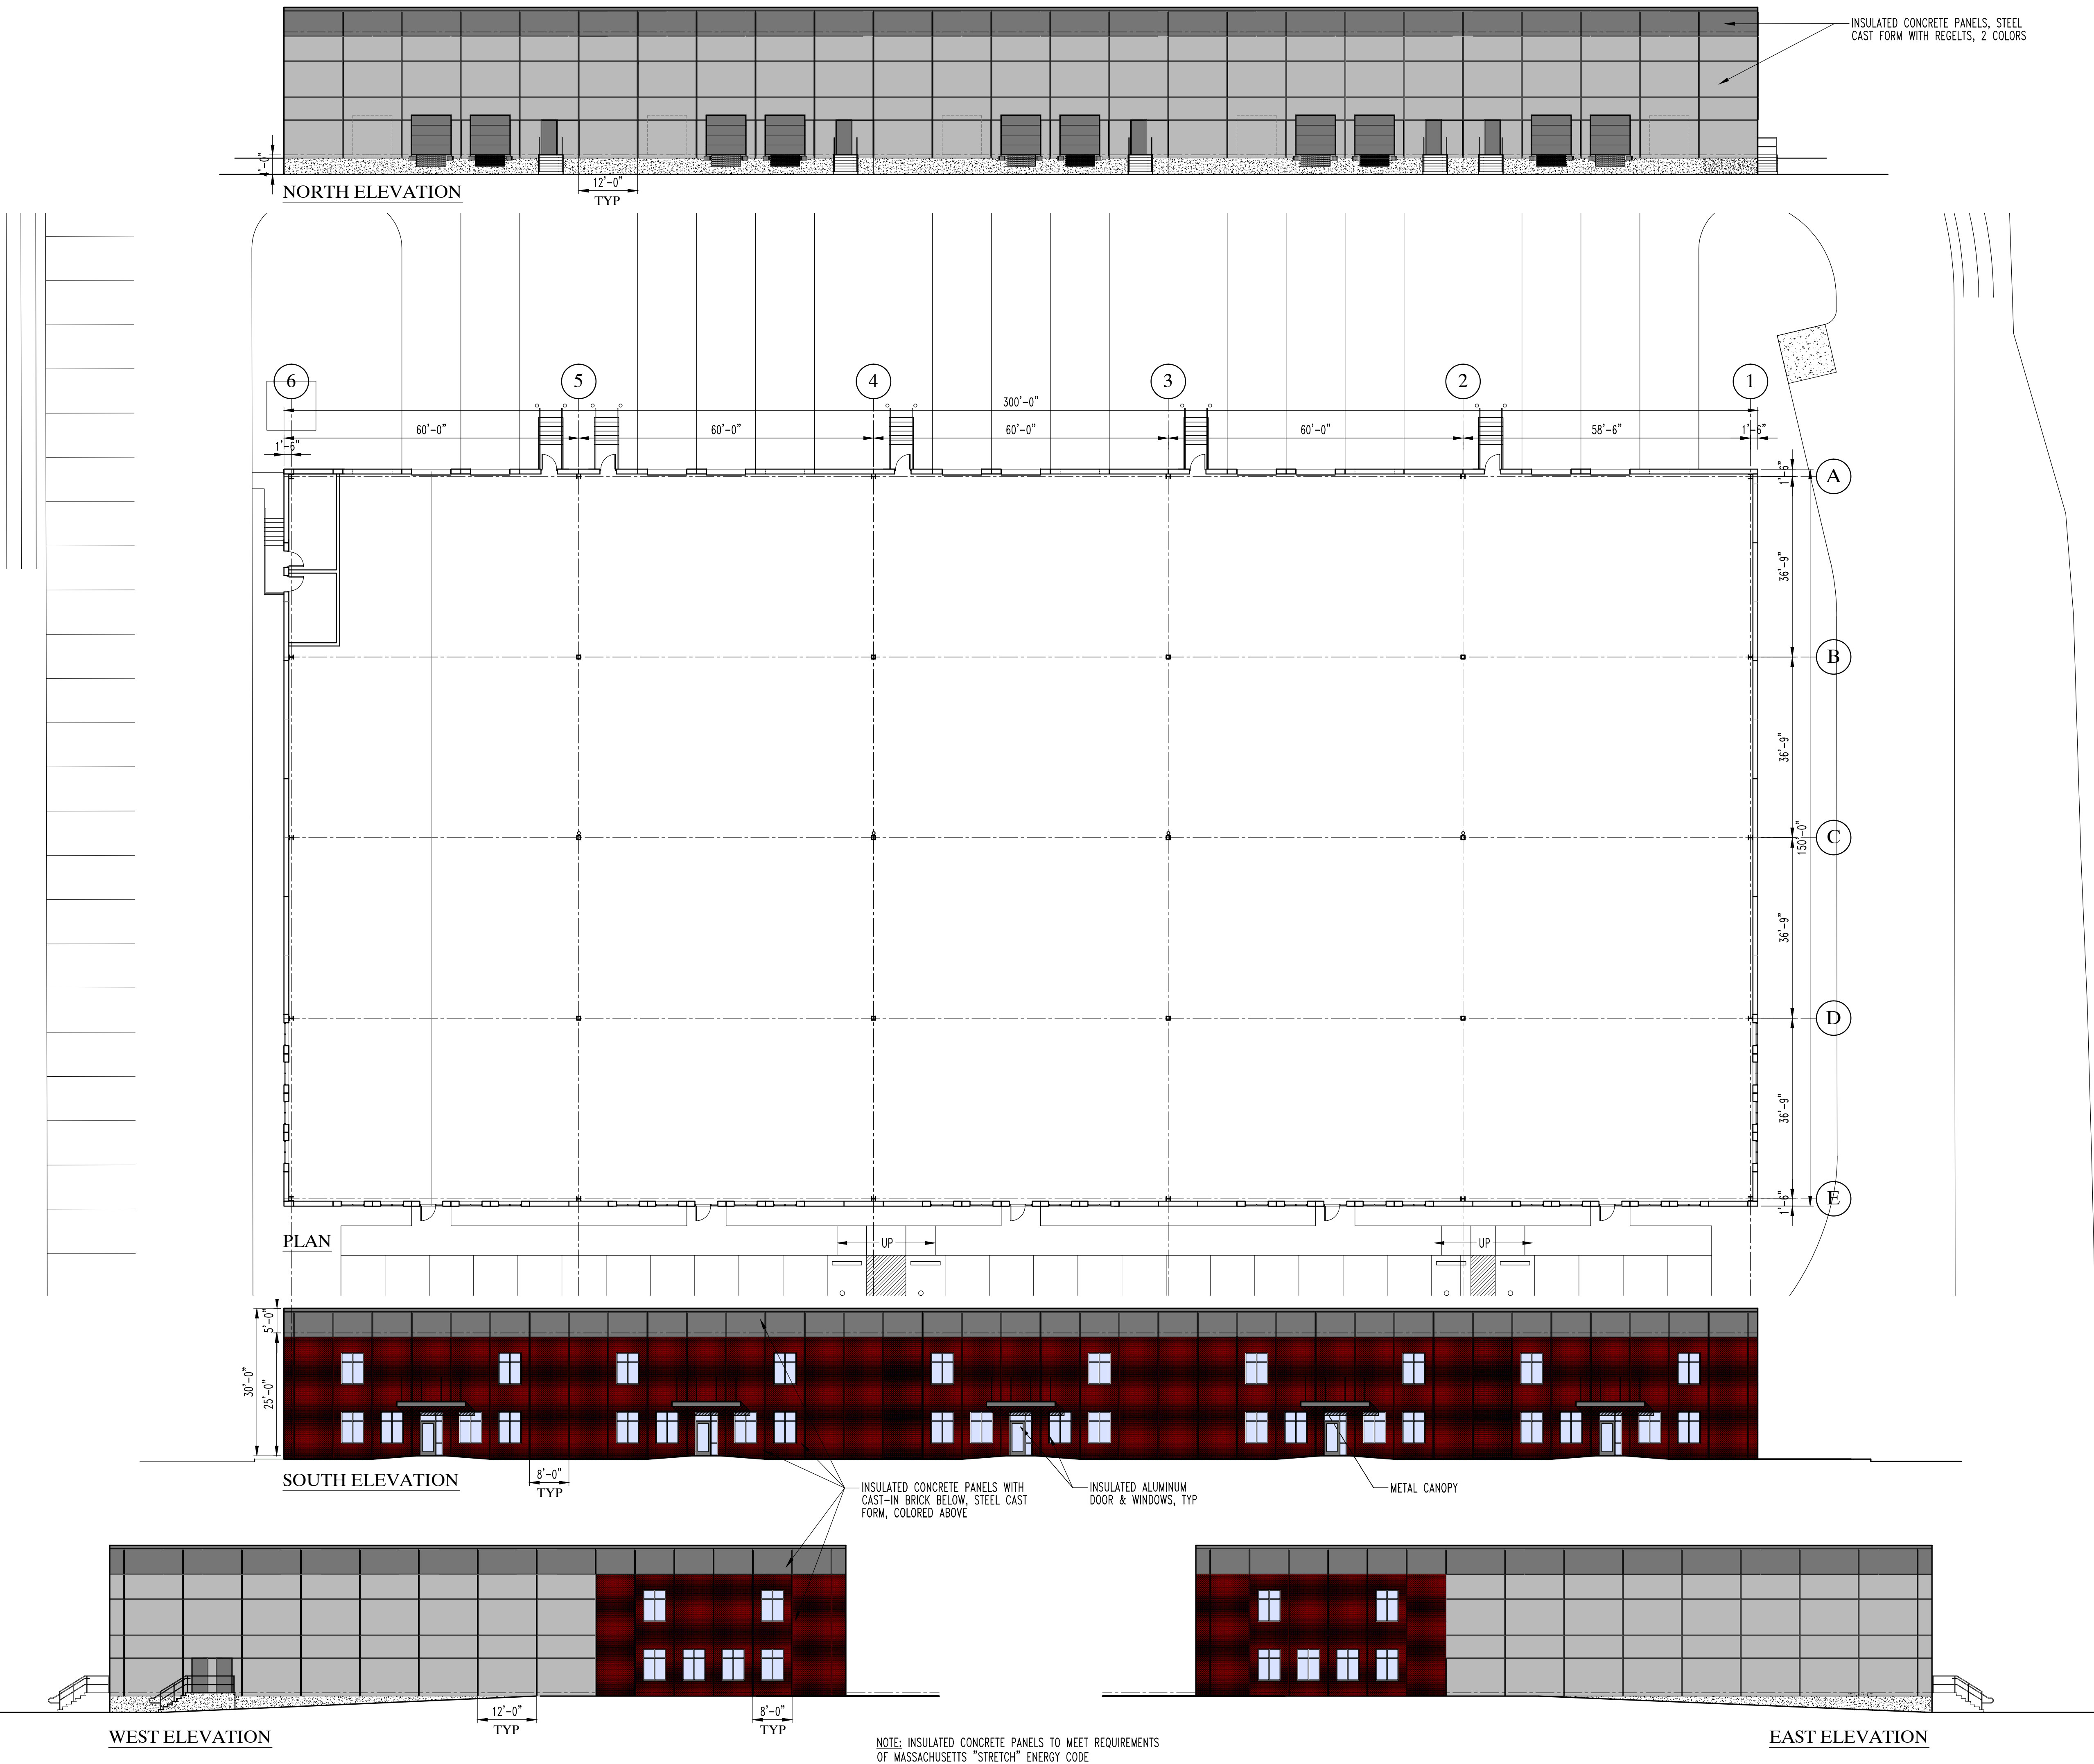 INSULATED CONCRETE PANELS, STEEL
CAST FORM WITH REGELTS, 2 COLORS
4'-0"
NORTH ELEVATION
12'-0"
TYP
6
5
4
3
2
1
300'-0"
60'-0"
60'-0"
60'-0"
60'-0"
58'-6"
1'-6"
1'-6"
1'-6"
A
36'-9"
B
36'-9"
C
150'-0"
36'-9"
D
36'-9"
1'-6"
E
PLAN
UP
UP
5'-0"
30'-0"
25'-0"
SOUTH ELEVATION
8'-0"
TYP
INSULATED CONCRETE PANELS WITH
CAST-IN BRICK BELOW, STEEL CAST
FORM, COLORED ABOVE
INSULATED ALUMINUM
DOOR & WINDOWS, TYP
METAL CANOPY
WEST ELEVATION
12'-0"
TYP
8'-0"
TYP
NOTE: INSULATED CONCRETE PANELS TO MEET REQUIREMENTS
OF MASSACHUSETTS "STRETCH" ENERGY CODE
EAST ELEVATION